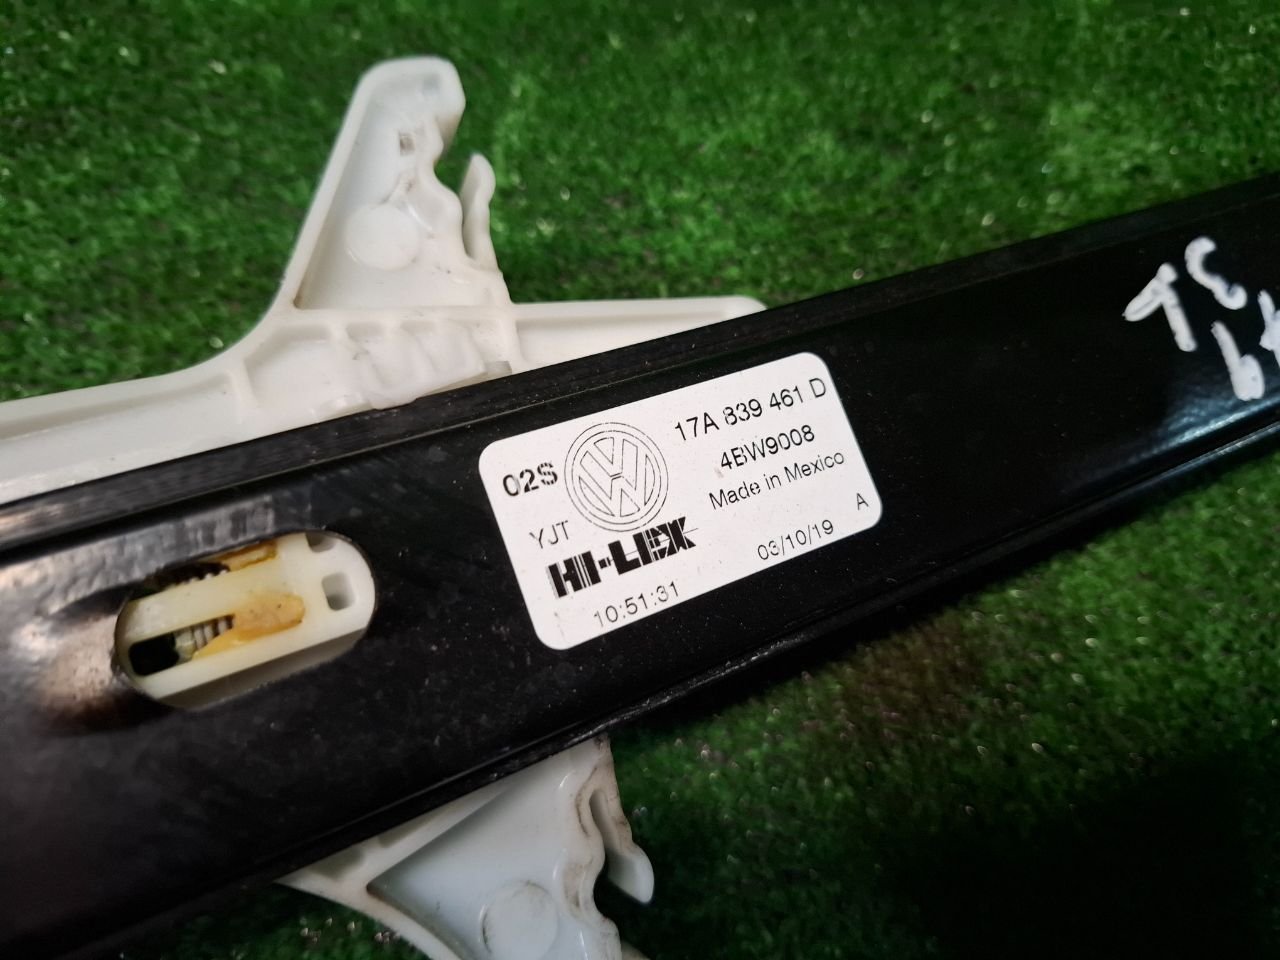 17A 839 461 D
02S
4BW9008
Made in Mexico
YJT
HI-LEX
03/10/19 A
10:51:31